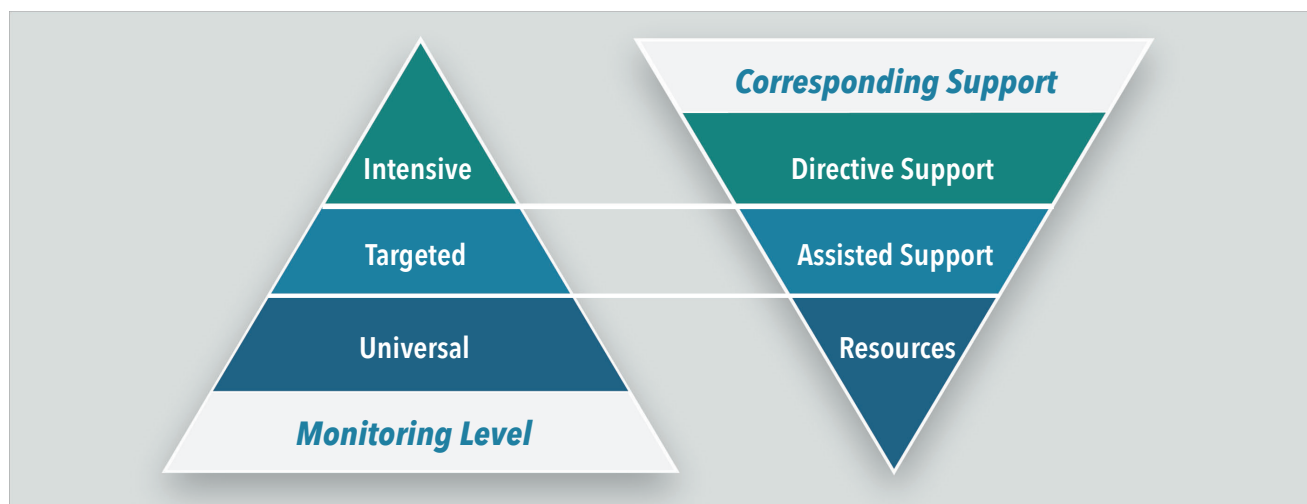 Corresponding Support
Intensive
Directive Support
Targeted
Assisted Support
Universal
Resources
Monitoring Level